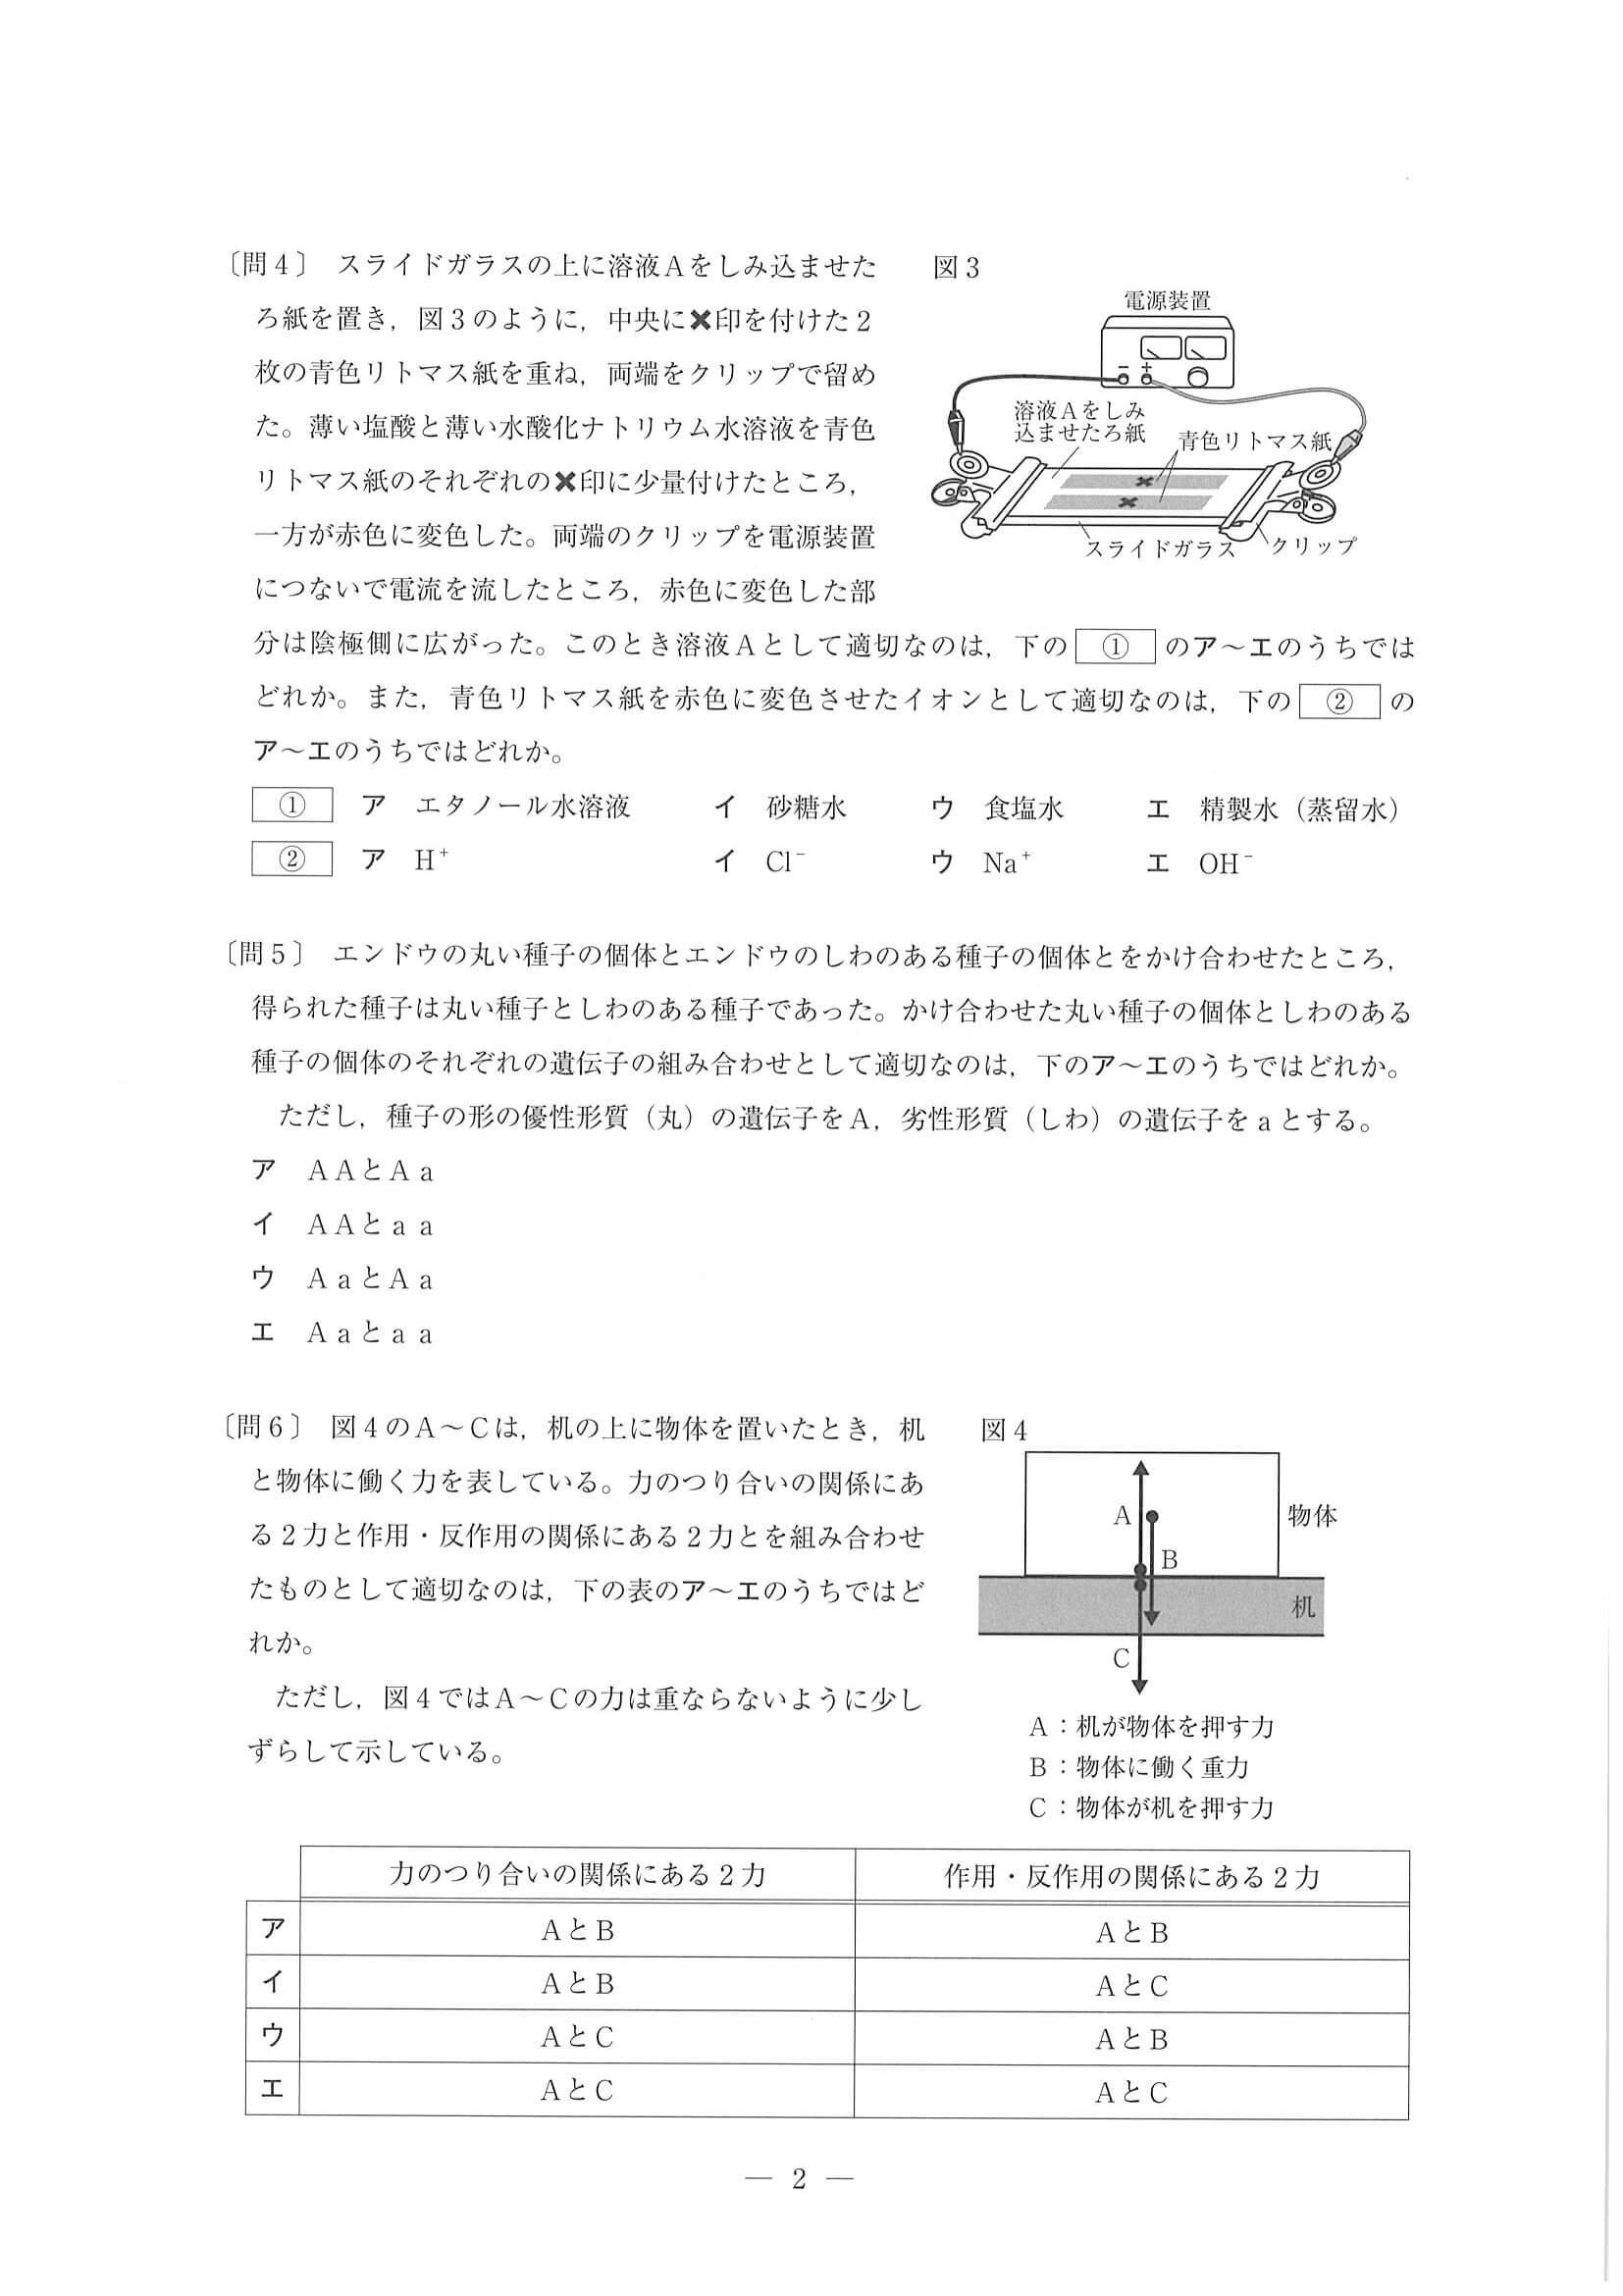 〔問4〕 スライドガラスの上に溶液Aをしみ込ませた
ろ紙を置き，図3のように，中央に✖印を付けた2
枚の青色リトマス紙を重ね，両端をクリップで留め
た。薄い塩酸と薄い水酸化ナトリウム水溶液を青色
リトマス紙のそれぞれの✖印に少量付けたところ，
一方が赤色に変色した。両端のクリップを電源装置
につないで電流を流したところ，赤色に変色した部
分は陰極側に広がった。このとき溶液Aとして適切なのは，下の ① のア～エのうちでは
どれか。また，青色リトマス紙を赤色に変色させたイオンとして適切なのは，下の ② の
ア～エのうちではどれか。
図3
電源装置
－ ＋
溶液Aをしみ
込ませたろ紙
青色リトマス紙
スライドガラス
クリップ
① ア エタノール水溶液 イ 砂糖水 ウ 食塩水 エ 精製水（蒸留水）
② ア H⁺ イ Cl⁻ ウ Na⁺ エ OH⁻
〔問5〕 エンドウの丸い種子の個体とエンドウのしわのある種子の個体とをかけ合わせたところ，
得られた種子は丸い種子としわのある種子であった。かけ合わせた丸い種子の個体としわのある
種子の個体のそれぞれの遺伝子の組み合わせとして適切なのは，下のア～エのうちではどれか。
ただし，種子の形の優性形質（丸）の遺伝子をA，劣性形質（しわ）の遺伝子をaとする。
ア AAとAa
イ AAとaa
ウ AaとAa
エ Aaとaa
〔問6〕 図4のA～Cは，机の上に物体を置いたとき，机
と物体に働く力を表している。力のつり合いの関係にあ
る2力と作用・反作用の関係にある2力とを組み合わせ
たものとして適切なのは，下の表のア～エのうちではど
れか。
ただし，図4ではA～Cの力は重ならないように少し
ずらして示している。
図4
A
B
C
物体
机
A：机が物体を押す力
B：物体に働く重力
C：物体が机を押す力
力のつり合いの関係にある2力 作用・反作用の関係にある2力
ア AとB AとB
イ AとB AとC
ウ AとC AとB
エ AとC AとC
— 2 —